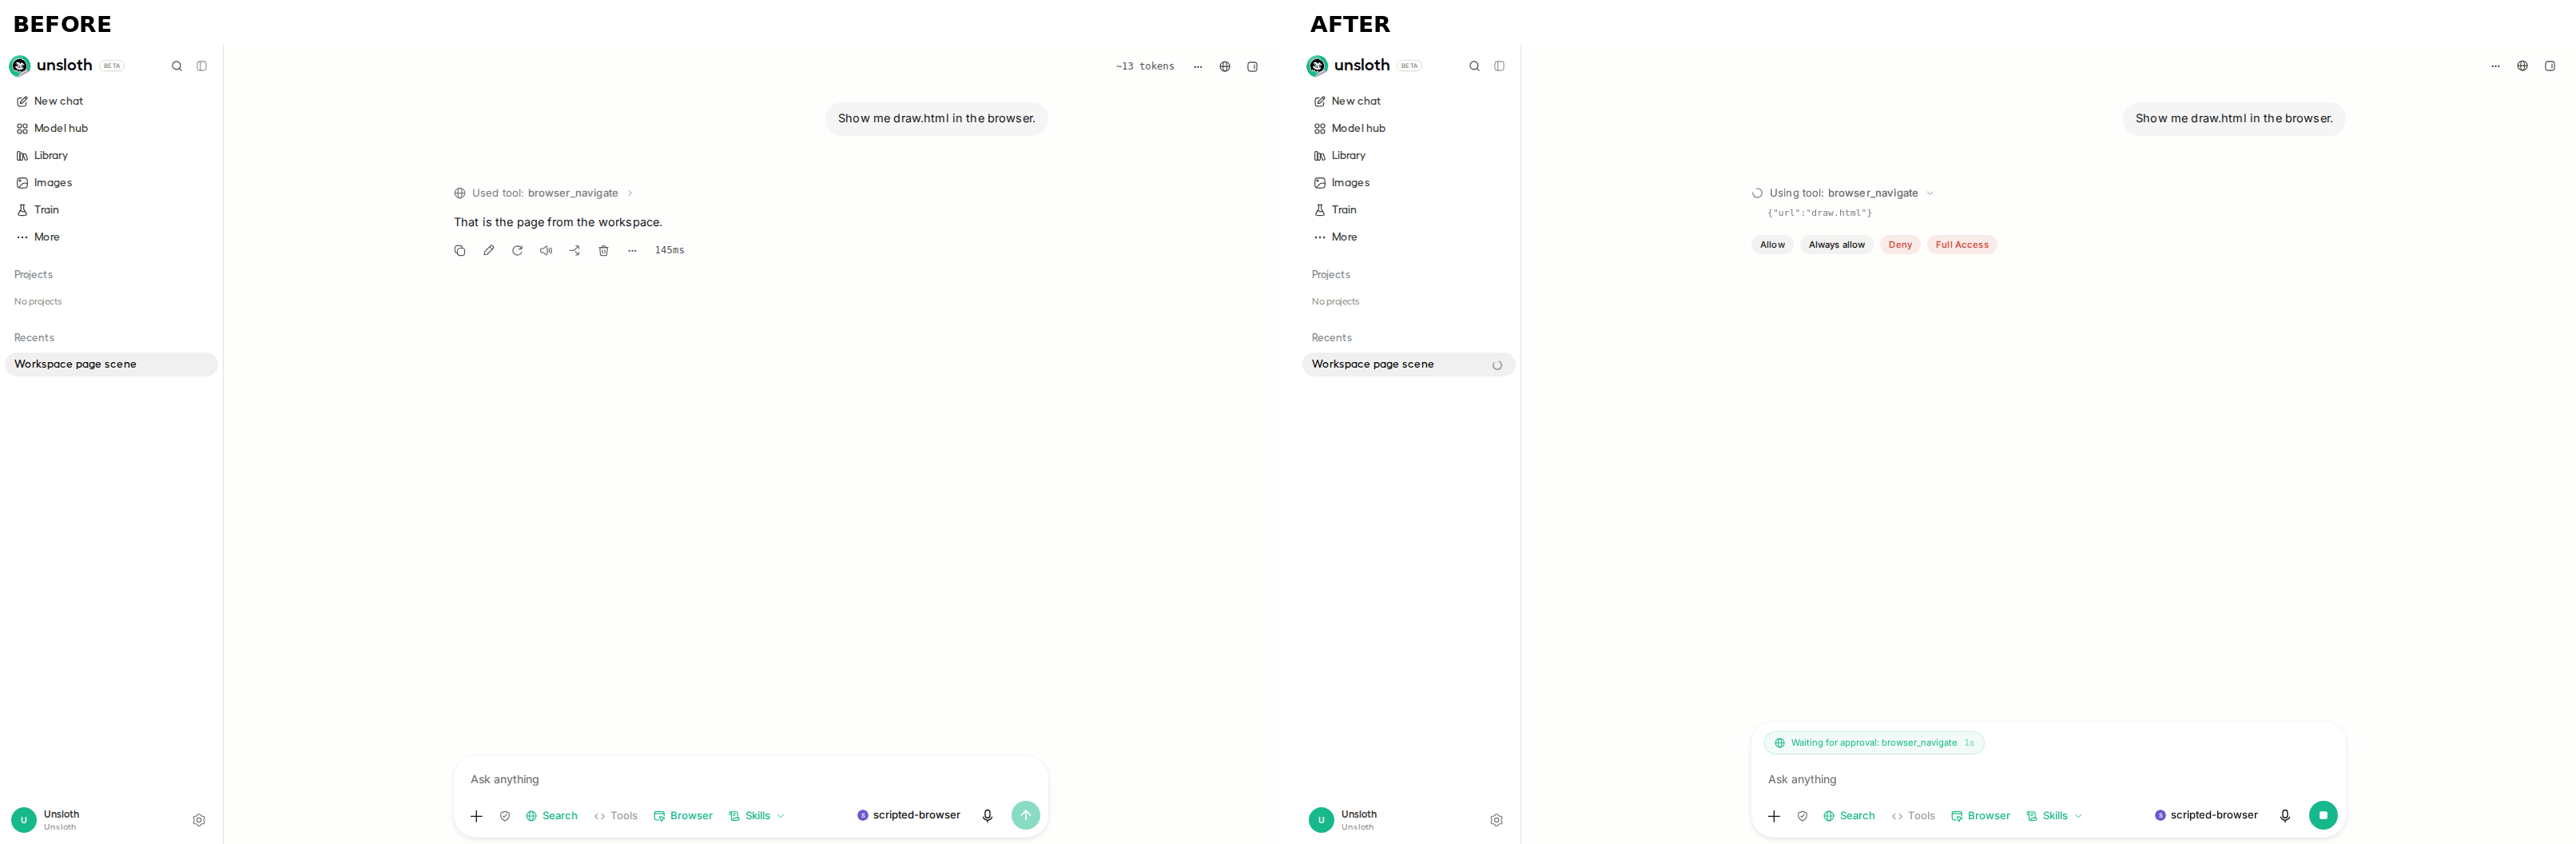 BEFORE
unsloth BETA
New chat
Model hub
Library
Images
Train
More
Projects
No projects
Recents
Workspace page scene
U
Unsloth
Unsloth
~13 tokens
Show me draw.html in the browser.
Used tool: browser_navigate
That is the page from the workspace.
145ms
Ask anything
Search Tools Browser Skills S scripted-browser
AFTER
unsloth BETA
New chat
Model hub
Library
Images
Train
More
Projects
No projects
Recents
Workspace page scene
U
Unsloth
Unsloth
Show me draw.html in the browser.
Using tool: browser_navigate
{"url":"draw.html"}
Allow Always allow Deny Full Access
Waiting for approval: browser_navigate 1s
Ask anything
Search Tools Browser Skills S scripted-browser